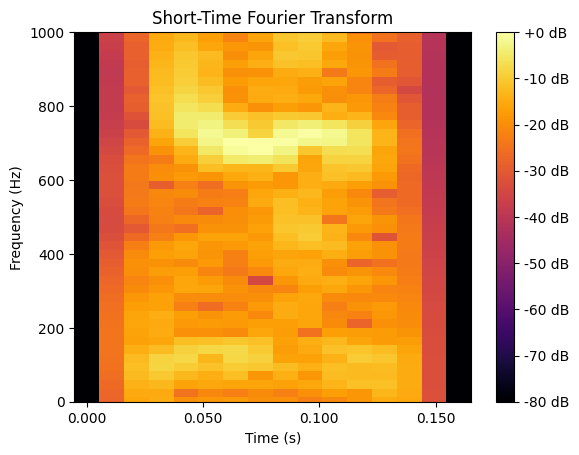 Short-Time Fourier Transform
Frequency (Hz)
1000
800
600
400
200
0
0.000
0.050
0.100
0.150
Time (s)
+0 dB
-10 dB
-20 dB
-30 dB
-40 dB
-50 dB
-60 dB
-70 dB
-80 dB